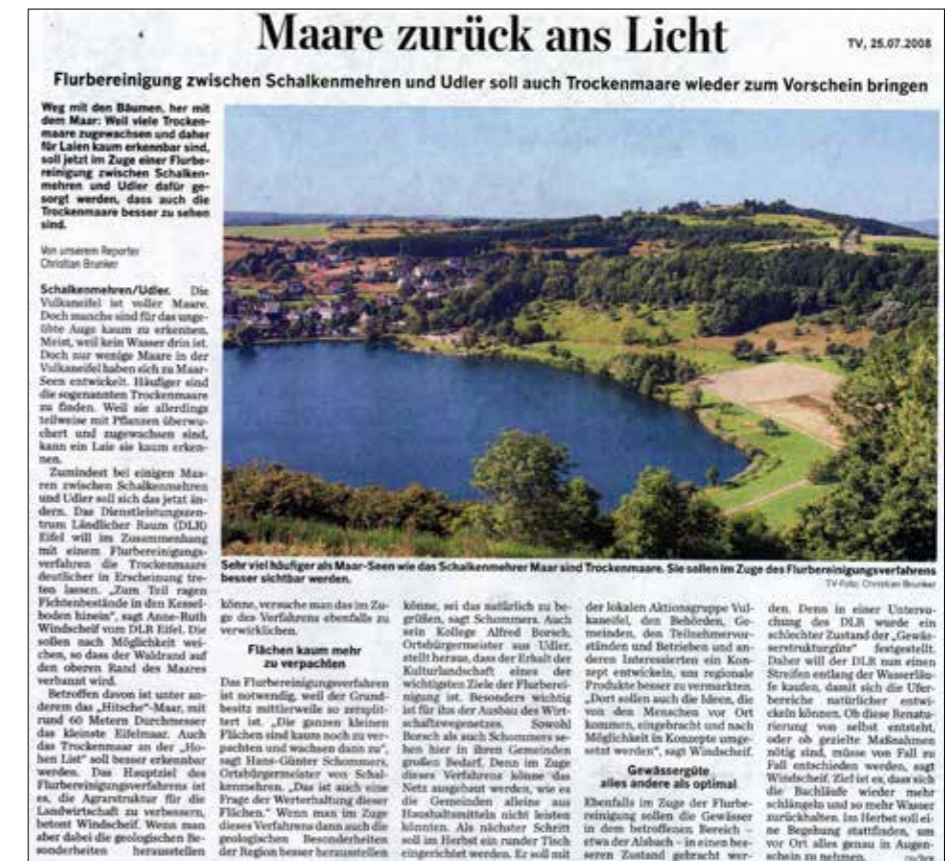 Maare zurück ans Licht
TV, 25.07.2008
Flurbereinigung zwischen Schalkenmehren und Udler soll auch Trockenmaare wieder zum Vorschein bringen
Weg mit den Bäumen, her mit
dem Maar: Weil viele Trocken-
maare zugewachsen und daher
für Laien kaum erkennbar sind,
soll jetzt im Zuge einer Flurbe-
reinigung zwischen Schalken-
mehren und Udler dafür ge-
sorgt werden, dass auch die
Trockenmaare besser zu sehen
sind.
Von unserem Reporter
Christian Brunker
Schalkenmehren/Udler. Die
Vulkaneifel ist voller Maare.
Doch manche sind für das unge-
übte Auge kaum zu erkennen.
Meist, weil kein Wasser drin ist.
Doch nur wenige Maare in der
Vulkaneifel haben sich zu Maar-
Seen entwickelt. Häufiger sind
die sogenannten Trockenmaare
zu finden. Weil sie allerdings
teilweise mit Pflanzen überwu-
chert und zugewachsen sind,
kann ein Laie sie kaum erken-
nen.
Zumindest bei einigen Maa-
ren zwischen Schalkenmehren
und Udler soll sich das jetzt än-
dern. Das Dienstleistungszen-
trum Ländlicher Raum (DLR)
Eifel will im Zusammenhang
mit einem Flurbereinigungs-
verfahren die Trockenmaare
deutlicher in Erscheinung tre-
ten lassen. „Zum Teil ragen
Fichtenbestände in den Kessel-
boden hinein", sagt Anne-Ruth
Windscheif vom DLR Eifel. Die
sollen nach Möglichkeit wei-
chen, so dass der Waldrand auf
den oberen Rand des Maares
verbannt wird.
Betroffen davon ist unter an-
derem das „Hitsche"-Maar, mit
rund 60 Metern Durchmesser
das kleinste Eifelmaar. Auch
das Trockenmaar an der „Ho-
hen List" soll besser erkennbar
werden. Das Hauptziel des
Flurbereinigungsverfahrens ist
es, die Agrarstruktur für die
Landwirtschaft zu verbessern,
betont Windscheif. Wenn man
aber dabei die geologischen Be-
sonderheiten herausstellen
Sehr viel häufiger als Maar-Seen wie das Schalkenmehrer Maar sind Trockenmaare. Sie sollen im Zuge des Flurbereinigungsverfahrens
besser sichtbar werden.
TV-Foto: Christian Brunker
könne, versuche man das im Zu-
ge des Verfahrens ebenfalls zu
verwirklichen.
Flächen kaum mehr
zu verpachten
Das Flurbereinigungsverfahren
ist notwendig, weil der Grund-
besitz mittlerweile so zersplit-
tert ist. „Die ganzen kleinen
Flächen sind kaum noch zu ver-
pachten und wachsen dann zu",
sagt Hans-Günter Schommers,
Ortsbürgermeister von Schal-
kenmehren. „Das ist auch eine
Frage der Werterhaltung dieser
Flächen." Wenn man im Zuge
dieses Verfahrens dann auch die
geologischen Besonderheiten
der Region besser herausstellen
könne, sei das natürlich zu be-
grüßen, sagt Schommers. Auch
sein Kollege Alfred Borsch,
Ortsbürgermeister aus Udler,
stellt heraus, dass der Erhalt der
Kulturlandschaft eines der
wichtigsten Ziele der Flurberei-
nigung ist. Besonders wichtig
ist für ihn der Ausbau des Wirt-
schaftswegenetzes. Sowohl
Borsch als auch Schommers se-
hen hier in ihren Gemeinden
großen Bedarf. Denn im Zuge
dieses Verfahrens könne das
Netz ausgebaut werden, wie es
die Gemeinden alleine aus
Haushaltsmitteln nicht leisten
könnten. Als nächster Schritt
soll im Herbst ein runder Tisch
eingerichtet werden. Er soll mit
der lokalen Aktionsgruppe Vul-
kaneifel, den Behörden, Ge-
meinden, den Teilnehmervor-
ständen und Betrieben und an-
deren Interessierten ein Kon-
zept entwickeln, um regionale
Produkte besser zu vermarkten.
„Dort sollen auch die Ideen, die
von den Menschen vor Ort
kommen, eingebracht und nach
Möglichkeit in Konzepte umge-
setzt werden", sagt Windscheif.
Gewässergüte
alles andere als optimal
Ebenfalls im Zuge der Flurbe-
reinigung sollen die Gewässer
in dem betroffenen Bereich –
etwa der Alsbach – in einen bes-
seren Zustand gebracht wer-
den. Denn in einer Untersu-
chung des DLR wurde ein
schlechter Zustand der „Gewäs-
serstrukturgüte" festgestellt.
Daher will der DLR nun einen
Streifen entlang der Wasserläu-
fe kaufen, damit sich die Ufer-
bereiche natürlicher entwi-
ckeln können. Ob diese Renatu-
rierung von selbst entsteht,
oder ob gezielte Maßnahmen
nötig sind, müsse von Fall zu
Fall entschieden werden, sagt
Windscheif. Ziel ist es, dass sich
die Bachläufe wieder mehr
schlängeln und so mehr Wasser
zurückhalten. Im Herbst soll ei-
ne Begehung stattfinden, um
vor Ort alles genau in Augen-
schein zu nehmen.